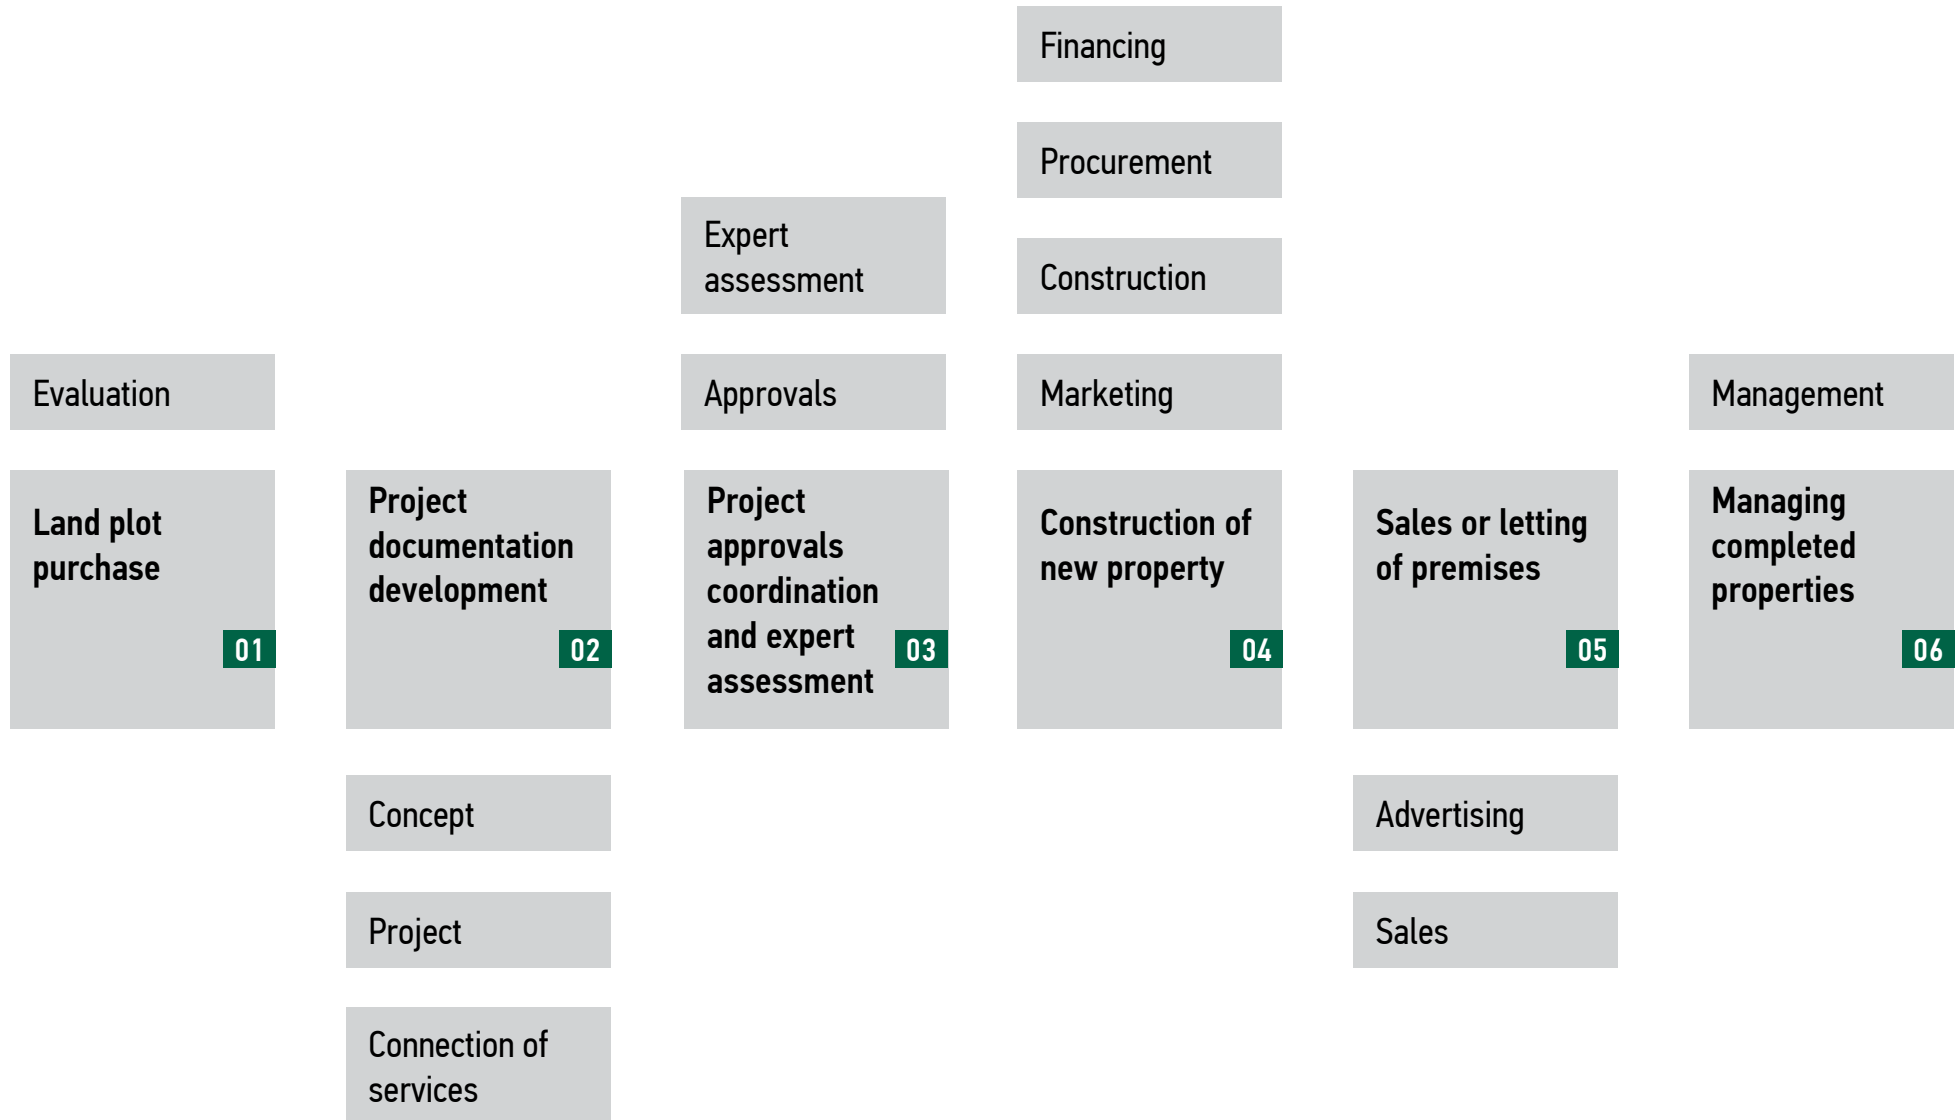 Financing
Procurement
Expert
assessment
Construction
Evaluation
Approvals
Marketing
Management
Land plot
purchase
01
Project
documentation
development
02
Project
approvals
coordination
and expert
assessment
03
Construction of
new property
04
Sales or letting
of premises
05
Managing
completed
properties
06
Concept
Advertising
Project
Sales
Connection of
services